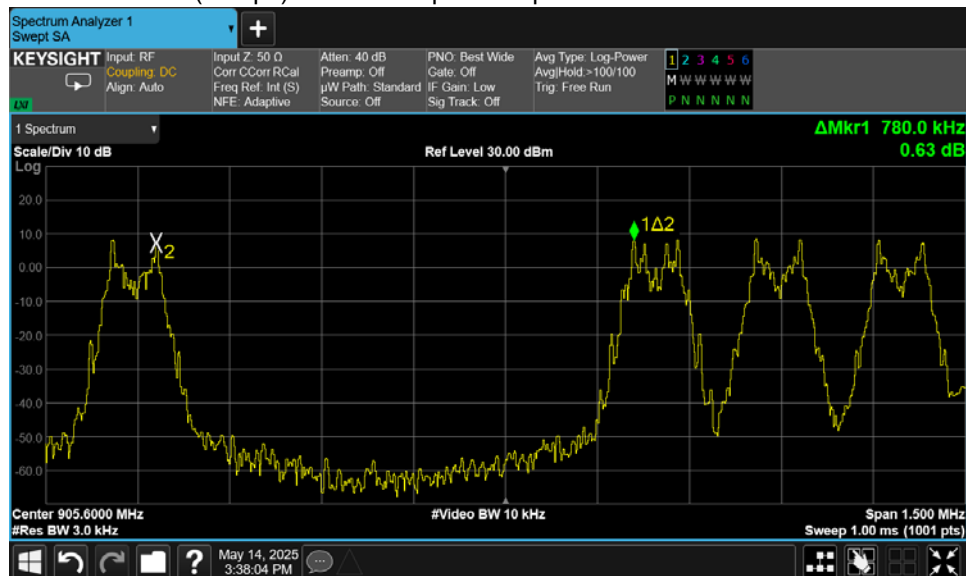 Spectrum Analyzer 1
Swept SA
+
KEYSIGHT
LXI
Input: RF
Coupling: DC
Align: Auto
Input Z: 50 Ω
Corr CCorr RCal
Freq Ref: Int (S)
NFE: Adaptive
Atten: 40 dB
Preamp: Off
µW Path: Standard
Source: Off
PNO: Best Wide
Gate: Off
IF Gain: Low
Sig Track: Off
Avg Type: Log-Power
Avg|Hold:>100/100
Trig: Free Run
1 2 3 4 5 6
M W W W W W
P N N N N N
1 Spectrum
ΔMkr1 780.0 kHz
0.63 dB
Scale/Div 10 dB
Ref Level 30.00 dBm
Log
20.0
10.0
0.00
-10.0
-20.0
-30.0
-40.0
-50.0
-60.0
X2
1Δ2
Center 905.6000 MHz
#Video BW 10 kHz
Span 1.500 MHz
#Res BW 3.0 kHz
Sweep 1.00 ms (1001 pts)
?
May 14, 2025
3:38:04 PM